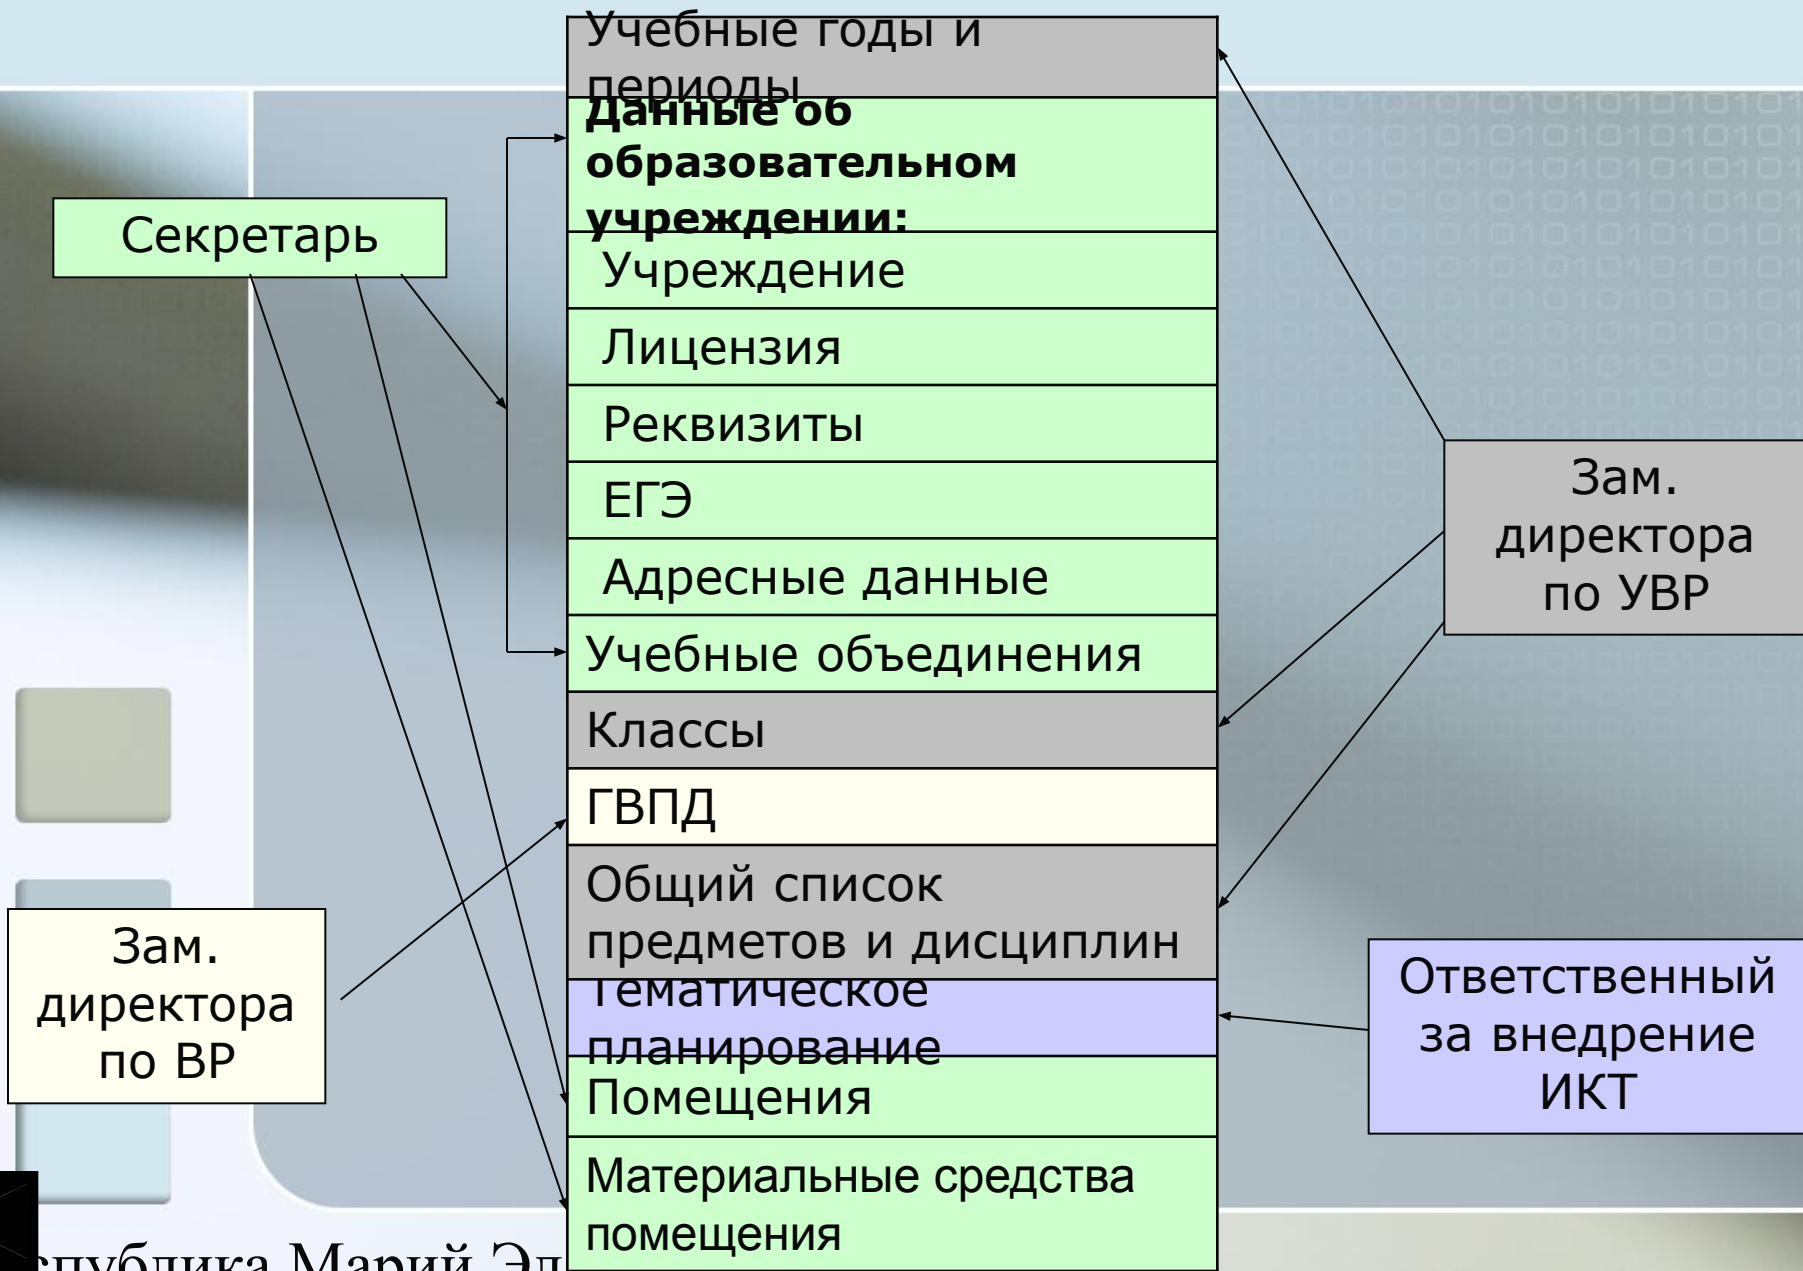 Учебные годы и
периоды
Данные об
образовательном
учреждении:
Учреждение
Лицензия
Реквизиты
ЕГЭ
Адресные данные
Учебные объединения
Классы
ГВПД
Общий список
предметов и дисциплин
Тематическое
планирование
Помещения
Материальные средства
помещения
Секретарь
Зам.
директора
по ВР
Зам.
директора
по УВР
Ответственный
за внедрение
ИКТ
Марий Эл